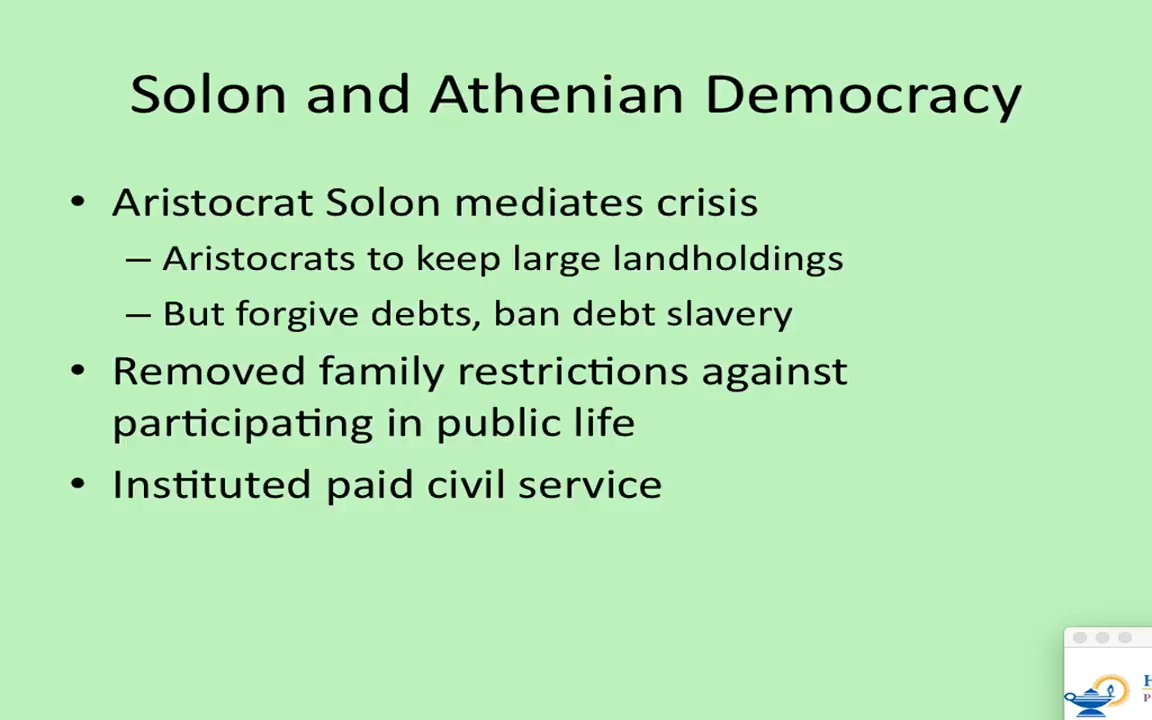 Solon and Athenian Democracy
• Aristocrat Solon mediates crisis
– Aristocrats to keep large landholdings
– But forgive debts, ban debt slavery
• Removed family restrictions against
participating in public life
• Instituted paid civil service